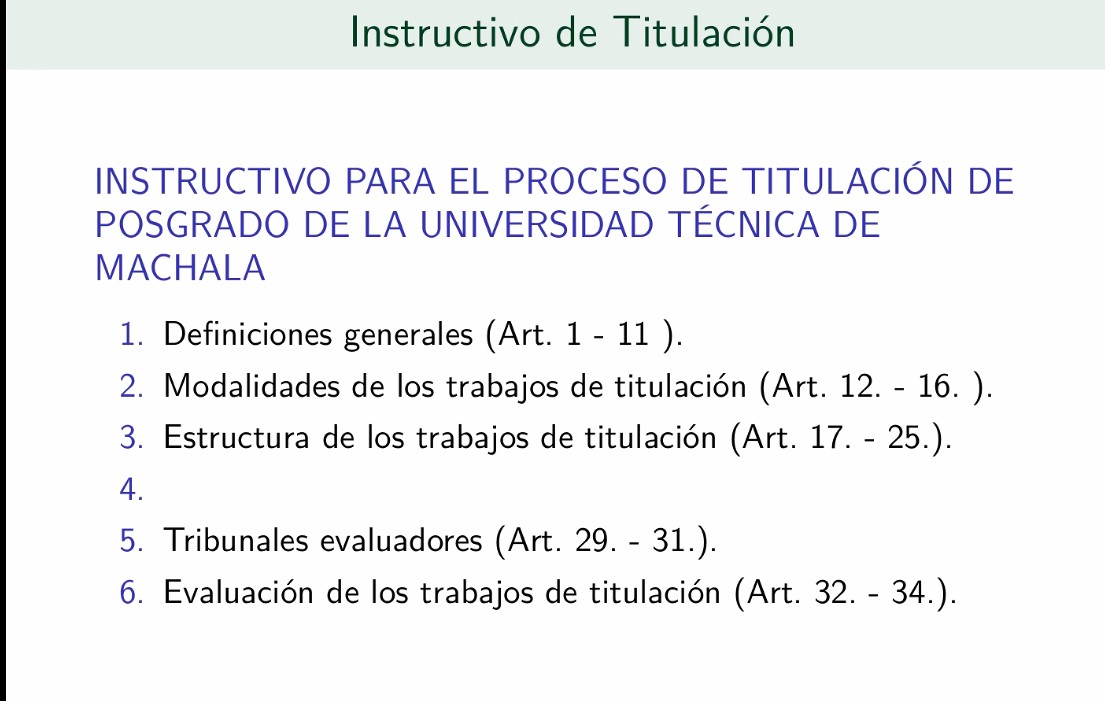 Instructivo de Titulación
INSTRUCTIVO PARA EL PROCESO DE TITULACIÓN DE
POSGRADO DE LA UNIVERSIDAD TÉCNICA DE
MACHALA
1. Definiciones generales (Art. 1 - 11 ).
2. Modalidades de los trabajos de titulación (Art. 12. - 16. ).
3. Estructura de los trabajos de titulación (Art. 17. - 25.).
4.
5. Tribunales evaluadores (Art. 29. - 31.).
6. Evaluación de los trabajos de titulación (Art. 32. - 34.).